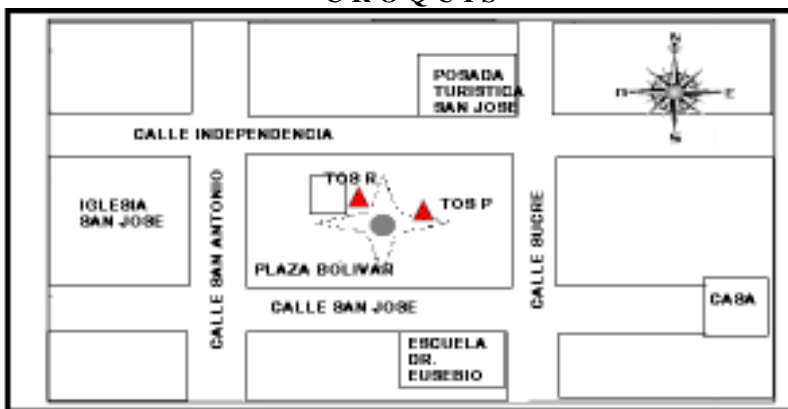 CROQUIS
N
POSADA
TURISTICA
SAN JOSE
E
S
CALLE INDEPENDENCIA
TOS R
IGLESIA
SAN JOSE
CALLE SAN ANTONIO
TOS P
CALLE SUCRE
PLAZA BOLIVAR
CALLE SAN JOSE
CASA
ESCUELA
DR.
EUSEBIO